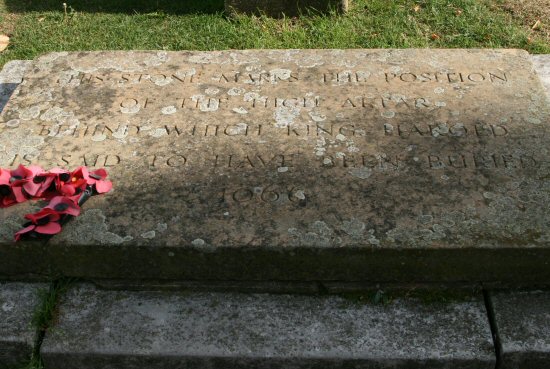 THIS STONE MARKS THE POSITION
OF THE HIGH ALTAR
BEHIND WHICH KING HAROLD
IS SAID TO HAVE BEEN BURIED
1066